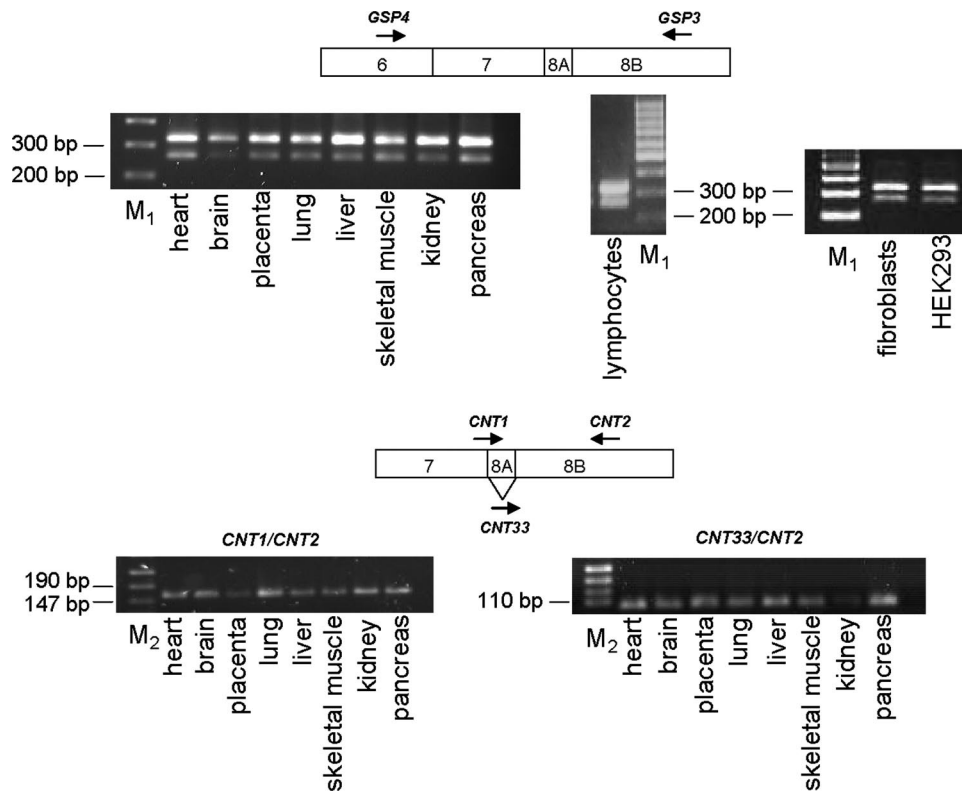 GSP4 GSP3
6 7 8A 8B
300 bp
200 bp
M1 heart brain placenta lung liver skeletal muscle kidney pancreas
300 bp
200 bp
lymphocytes M1
M1 fibroblasts HEK293
CNT1 CNT2
7 8A 8B
CNT33
CNT1/CNT2
190 bp
147 bp
M2 heart brain placenta lung liver skeletal muscle kidney pancreas
CNT33/CNT2
110 bp
M2 heart brain placenta lung liver skeletal muscle kidney pancreas